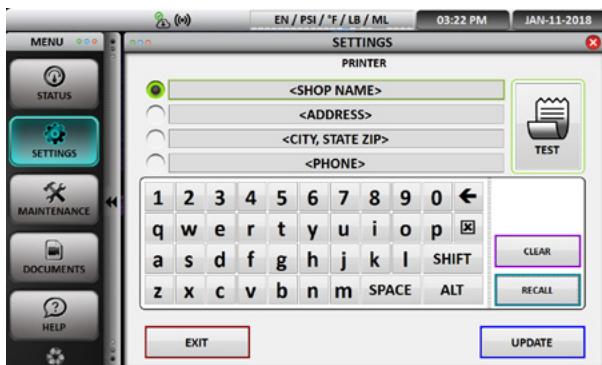 EN / PSI / °F / LB / ML 03:22 PM JAN-11-2018
MENU
SETTINGS
PRINTER
STATUS
SETTINGS
MAINTENANCE
DOCUMENTS
HELP
<SHOP NAME>
<ADDRESS>
<CITY, STATE ZIP>
<PHONE>
TEST
1 2 3 4 5 6 7 8 9 0
q w e r t y u i o p
a s d f g h j k l SHIFT
z x c v b n m SPACE ALT
CLEAR
RECALL
EXIT
UPDATE